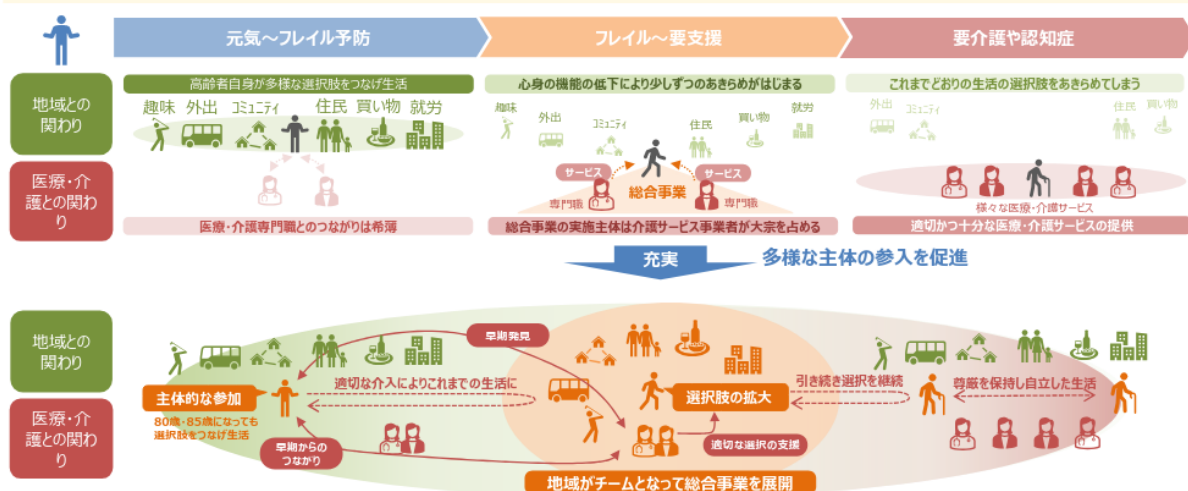 元気～フレイル予防
フレイル～要支援
要介護や認知症
地域との
関わり
高齢者自身が多様な選択肢をつなげ生活
趣味 外出 コミュニティ 住民 買い物 就労
心身の機能の低下により少しずつのあきらめがはじまる
趣味
外出
コミュニティ
住民
買い物
就労
これまでどおりの生活の選択肢をあきらめてしまう
外出
コミュニティ
住民
買い物
医療・介
護との関わ
り
医療・介護専門職とのつながりは希薄
サービス
サービス
総合事業
専門職
専門職
総合事業の実施主体は介護サービス事業者が大宗を占める
様々な医療・介護サービス
適切かつ十分な医療・介護サービスの提供
充実
多様な主体の参入を促進
地域との
関わり
早期発見
主体的な参加
80歳・85歳になっても
選択肢をつなげ生活
適切な介入によりこれまでの生活に
選択肢の拡大
引き続き選択を継続
尊厳を保持し自立した生活
医療・介
護との関わ
り
早期からの
つながり
適切な選択の支援
地域がチームとなって総合事業を展開